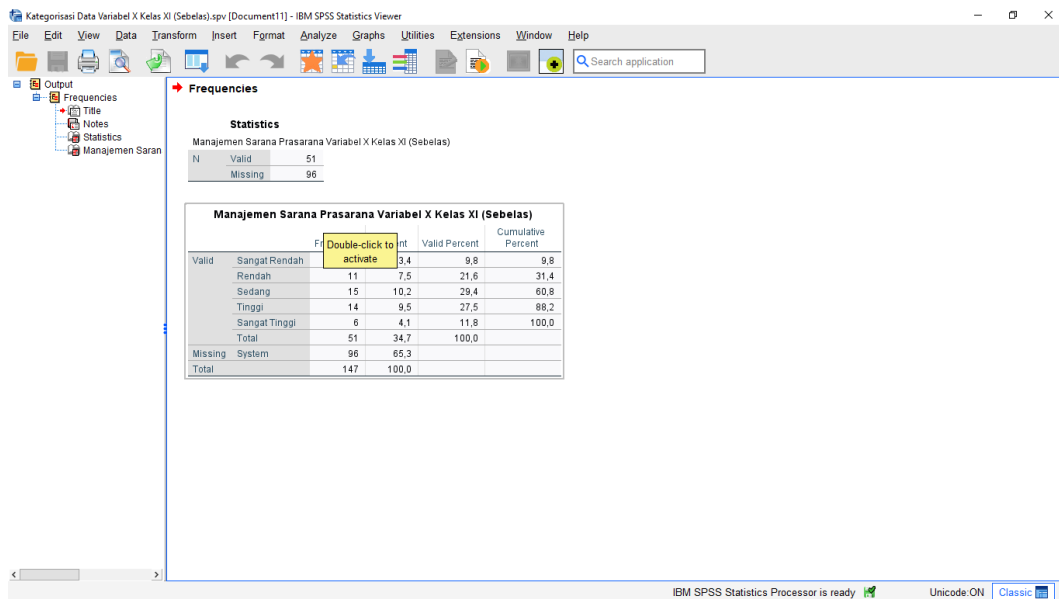 Kategorisasi Data Variabel X Kelas XI (Sebelas).spv [Document11] - IBM SPSS Statistics Viewer
File Edit View Data Transform Insert Format Analyze Graphs Utilities Extensions Window Help
Search application
Output
Frequencies
Title
Notes
Statistics
Manajemen Saran
Frequencies
Statistics
Manajemen Sarana Prasarana Variabel X Kelas XI (Sebelas)
N Valid 51
Missing 96
Manajemen Sarana Prasarana Variabel X Kelas XI (Sebelas)
Valid Percent Cumulative Percent
Double-click to activate
Valid Sangat Rendah 3,4 9,8 9,8
Rendah 11 7,5 21,6 31,4
Sedang 15 10,2 29,4 60,8
Tinggi 14 9,5 27,5 88,2
Sangat Tinggi 6 4,1 11,8 100,0
Total 51 34,7 100,0
Missing System 96 65,3
Total 147 100,0
IBM SPSS Statistics Processor is ready Unicode:ON Classic